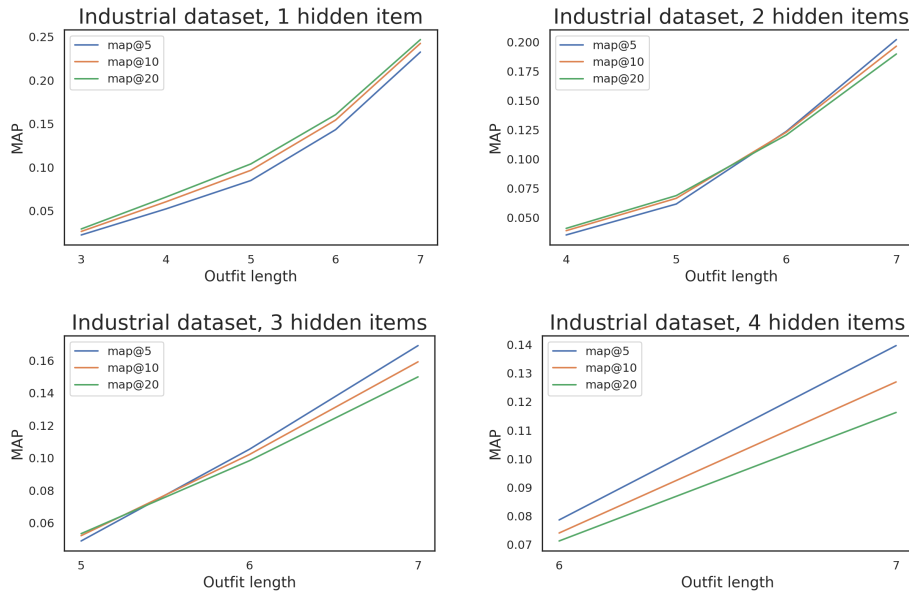 Industrial dataset, 1 hidden item
map@5
map@10
map@20
MAP
0.25
0.20
0.15
0.10
0.05
3 4 5 6 7
Outfit length
Industrial dataset, 2 hidden items
map@5
map@10
map@20
MAP
0.200
0.175
0.150
0.125
0.100
0.075
0.050
4 5 6 7
Outfit length
Industrial dataset, 3 hidden items
map@5
map@10
map@20
MAP
0.16
0.14
0.12
0.10
0.08
0.06
5 6 7
Outfit length
Industrial dataset, 4 hidden items
map@5
map@10
map@20
MAP
0.14
0.13
0.12
0.11
0.10
0.09
0.08
0.07
6 7
Outfit length